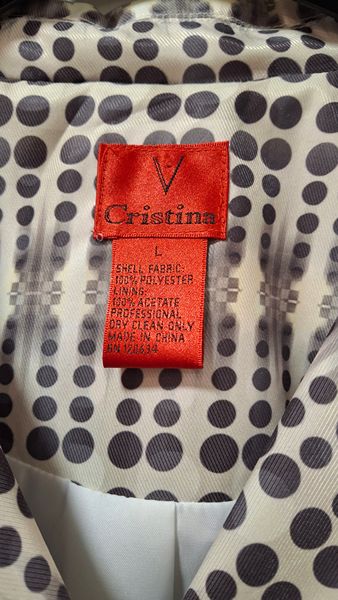 V
Cristina
L
SHELL FABRIC:
100% POLYESTER
LINING:
100% ACETATE
PROFESSIONAL
DRY CLEAN ONLY
MADE IN CHINA
RN 120634